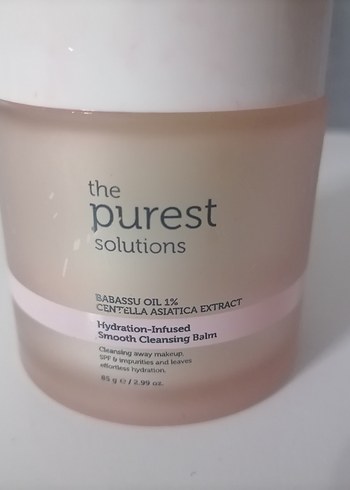 the
purest
solutions
BABASSU OIL 1%
CENTELLA ASIATICA EXTRACT
Hydration-Infused
Smooth Cleansing Balm
Cleansing away makeup,
SPF & impurities and leaves
effortless hydration.
85 g ℮ / 2.99 oz.